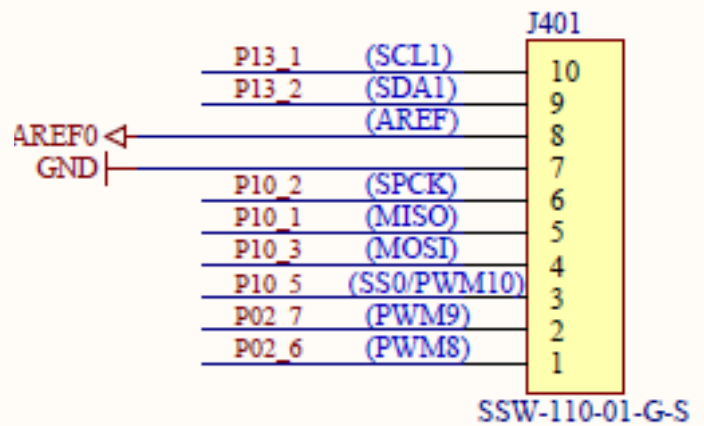 J401
P13_1 (SCL1) 10
P13_2 (SDA1) 9
AREF0 (AREF) 8
GND 7
P10_2 (SPCK) 6
P10_1 (MISO) 5
P10_3 (MOSI) 4
P10_5 (SS0/PWM10) 3
P02_7 (PWM9) 2
P02_6 (PWM8) 1
SSW-110-01-G-S